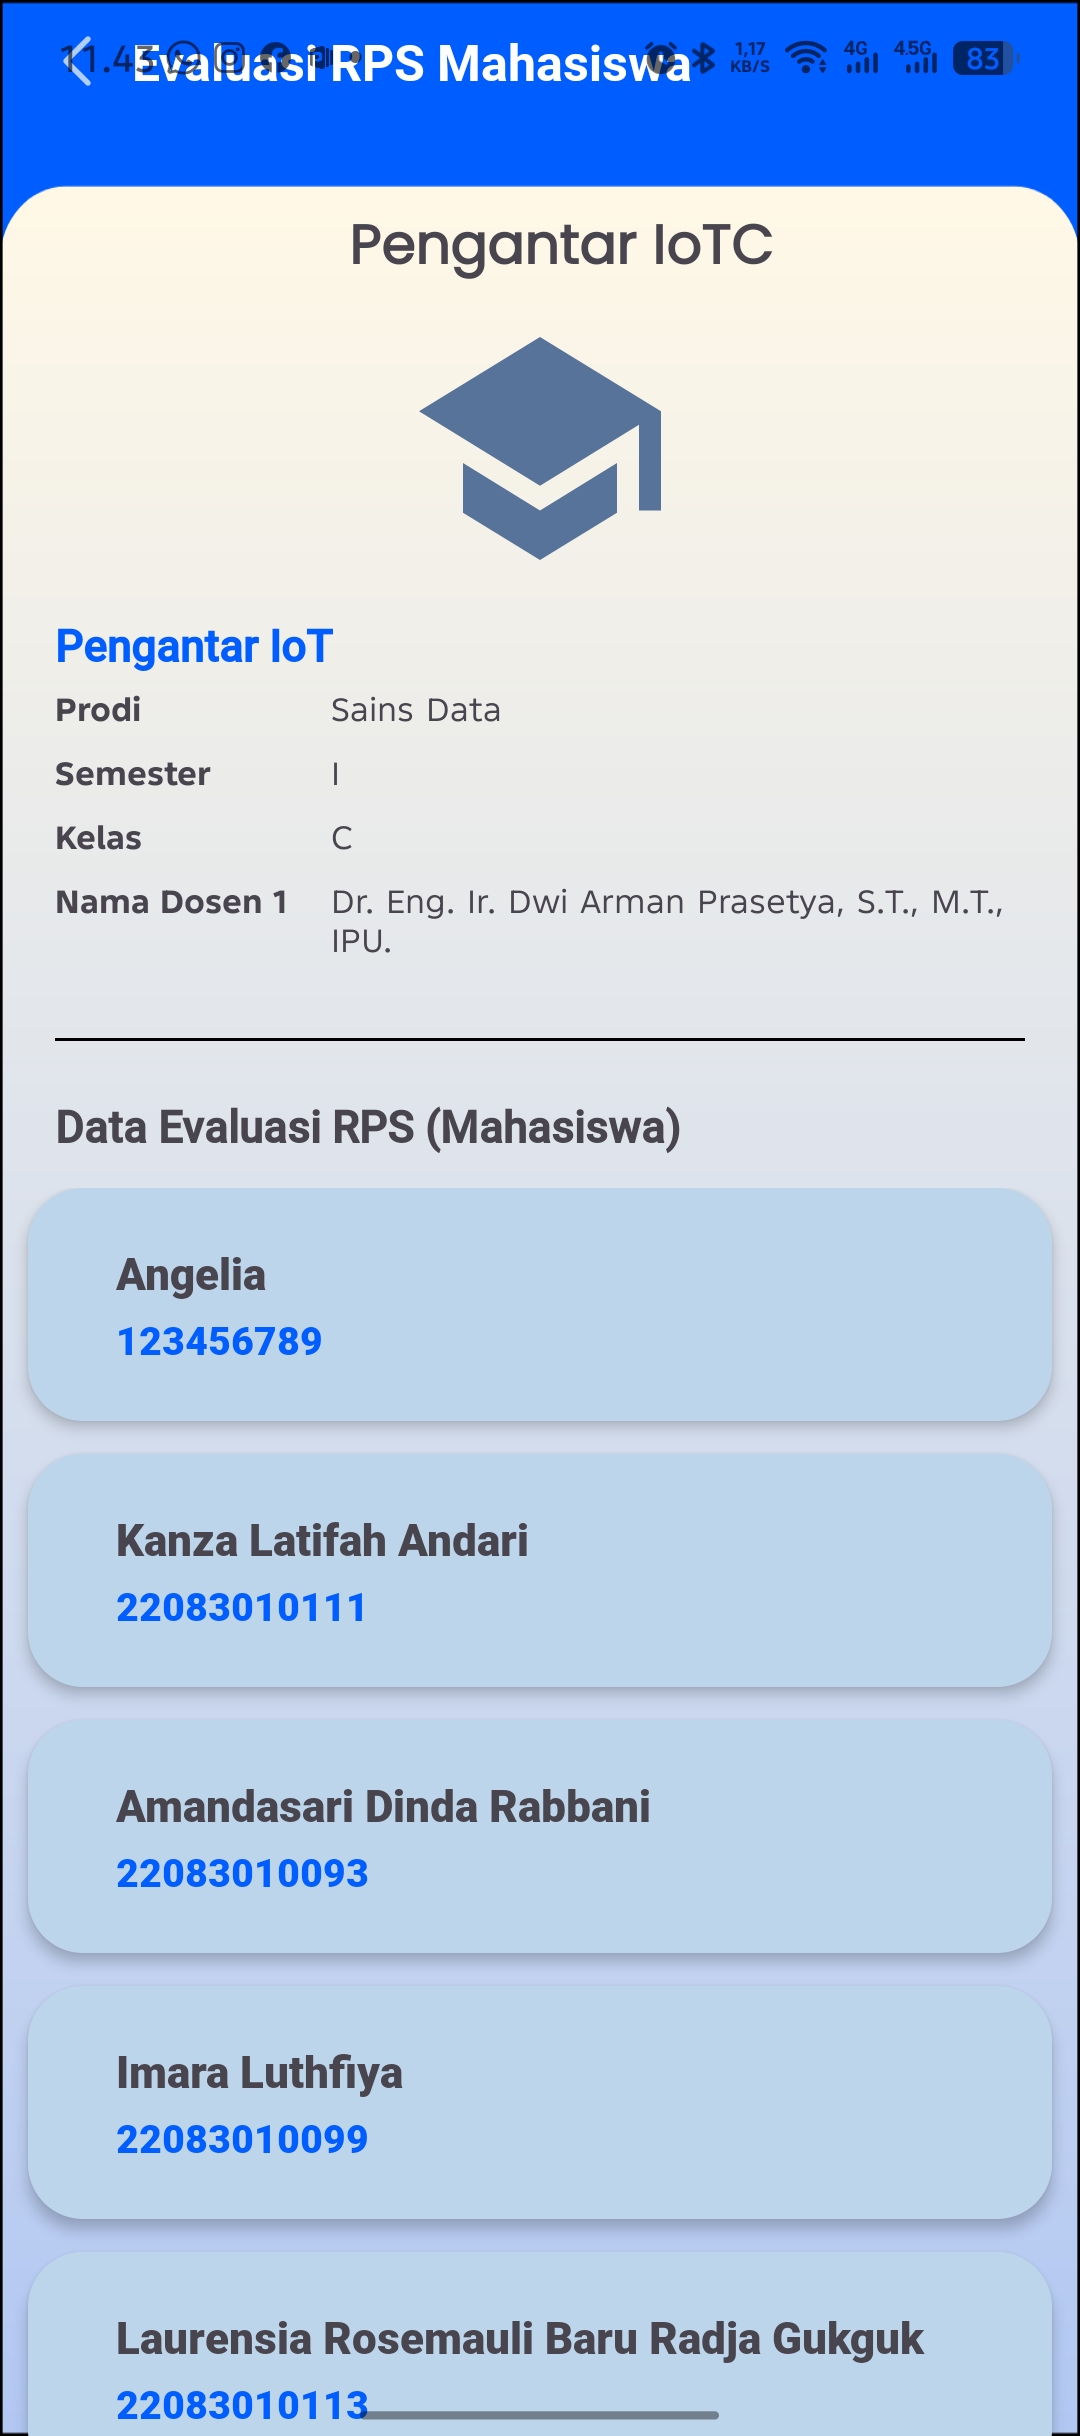 11.43
Evaluasi RPS Mahasiswa
1,17
KB/S
4G
4.5G
83
Pengantar IoTC
Pengantar IoT
Prodi Sains Data
Semester I
Kelas C
Nama Dosen 1 Dr. Eng. Ir. Dwi Arman Prasetya, S.T., M.T.,
IPU.
Data Evaluasi RPS (Mahasiswa)
Angelia
123456789
Kanza Latifah Andari
22083010111
Amandasari Dinda Rabbani
22083010093
Imara Luthfiya
22083010099
Laurensia Rosemauli Baru Radja Gukguk
22083010113